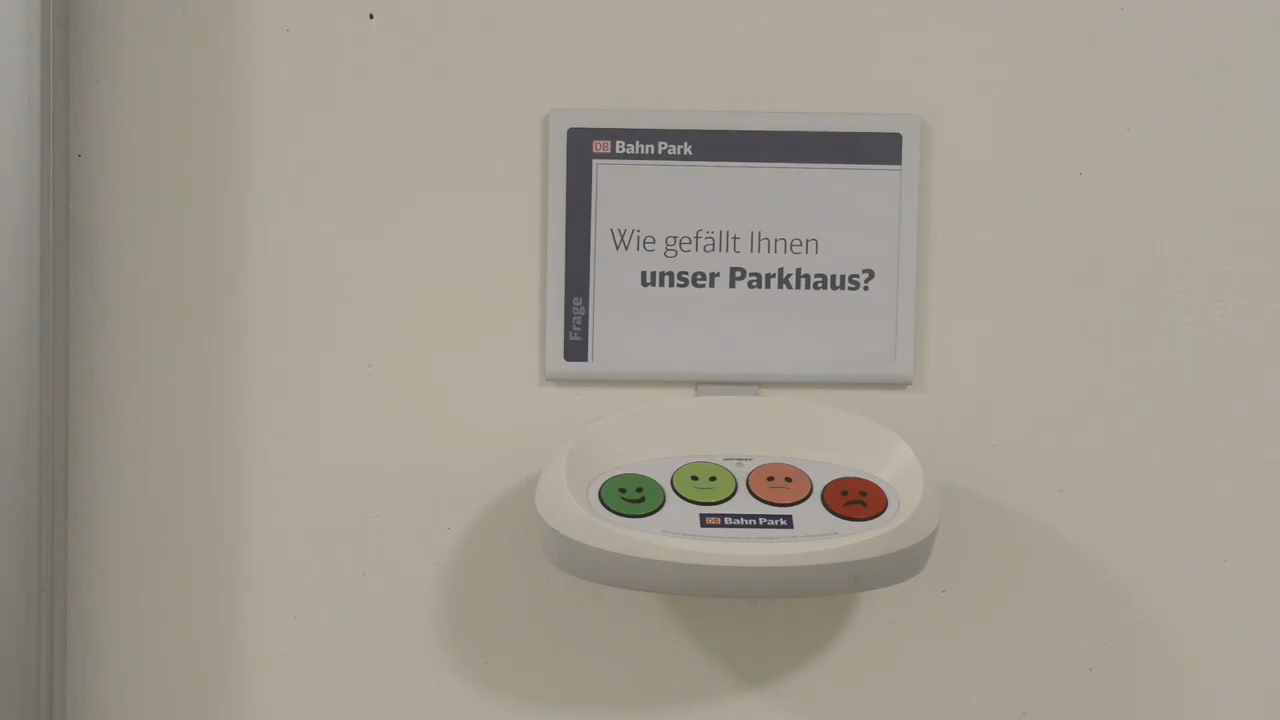 DB Bahn Park
Wie gefällt Ihnen
unser Parkhaus?
Frage
DB Bahn Park